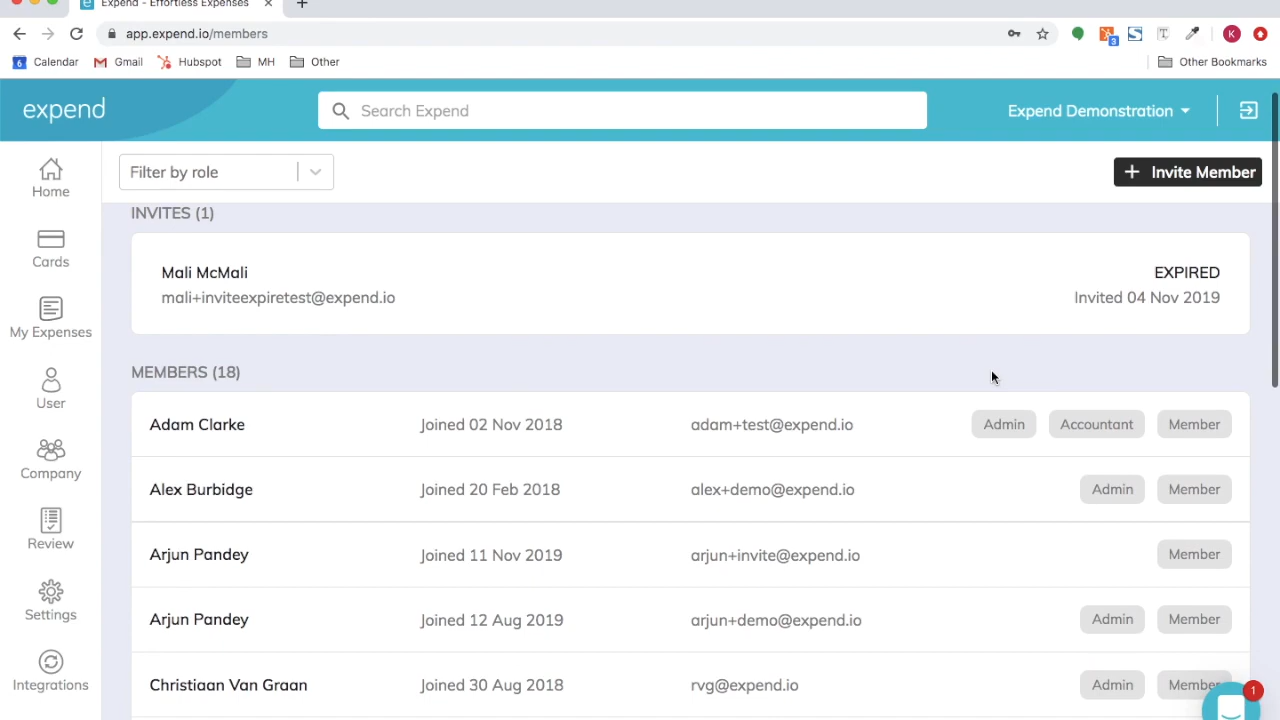 Expend - Effortless Expenses
app.expend.io/members
3
K
6 Calendar Gmail Hubspot MH Other Other Bookmarks
expend
Search Expend
Expend Demonstration
Home
Cards
My Expenses
User
Company
Review
Settings
Integrations
Filter by role
+ Invite Member
INVITES (1)
Mali McMali EXPIRED
mali+inviteexpiretest@expend.io Invited 04 Nov 2019
MEMBERS (18)
Adam Clarke Joined 02 Nov 2018 adam+test@expend.io Admin Accountant Member
Alex Burbidge Joined 20 Feb 2018 alex+demo@expend.io Admin Member
Arjun Pandey Joined 11 Nov 2019 arjun+invite@expend.io Member
Arjun Pandey Joined 12 Aug 2019 arjun+demo@expend.io Admin Member
Christiaan Van Graan Joined 30 Aug 2018 rvg@expend.io Admin Member
1